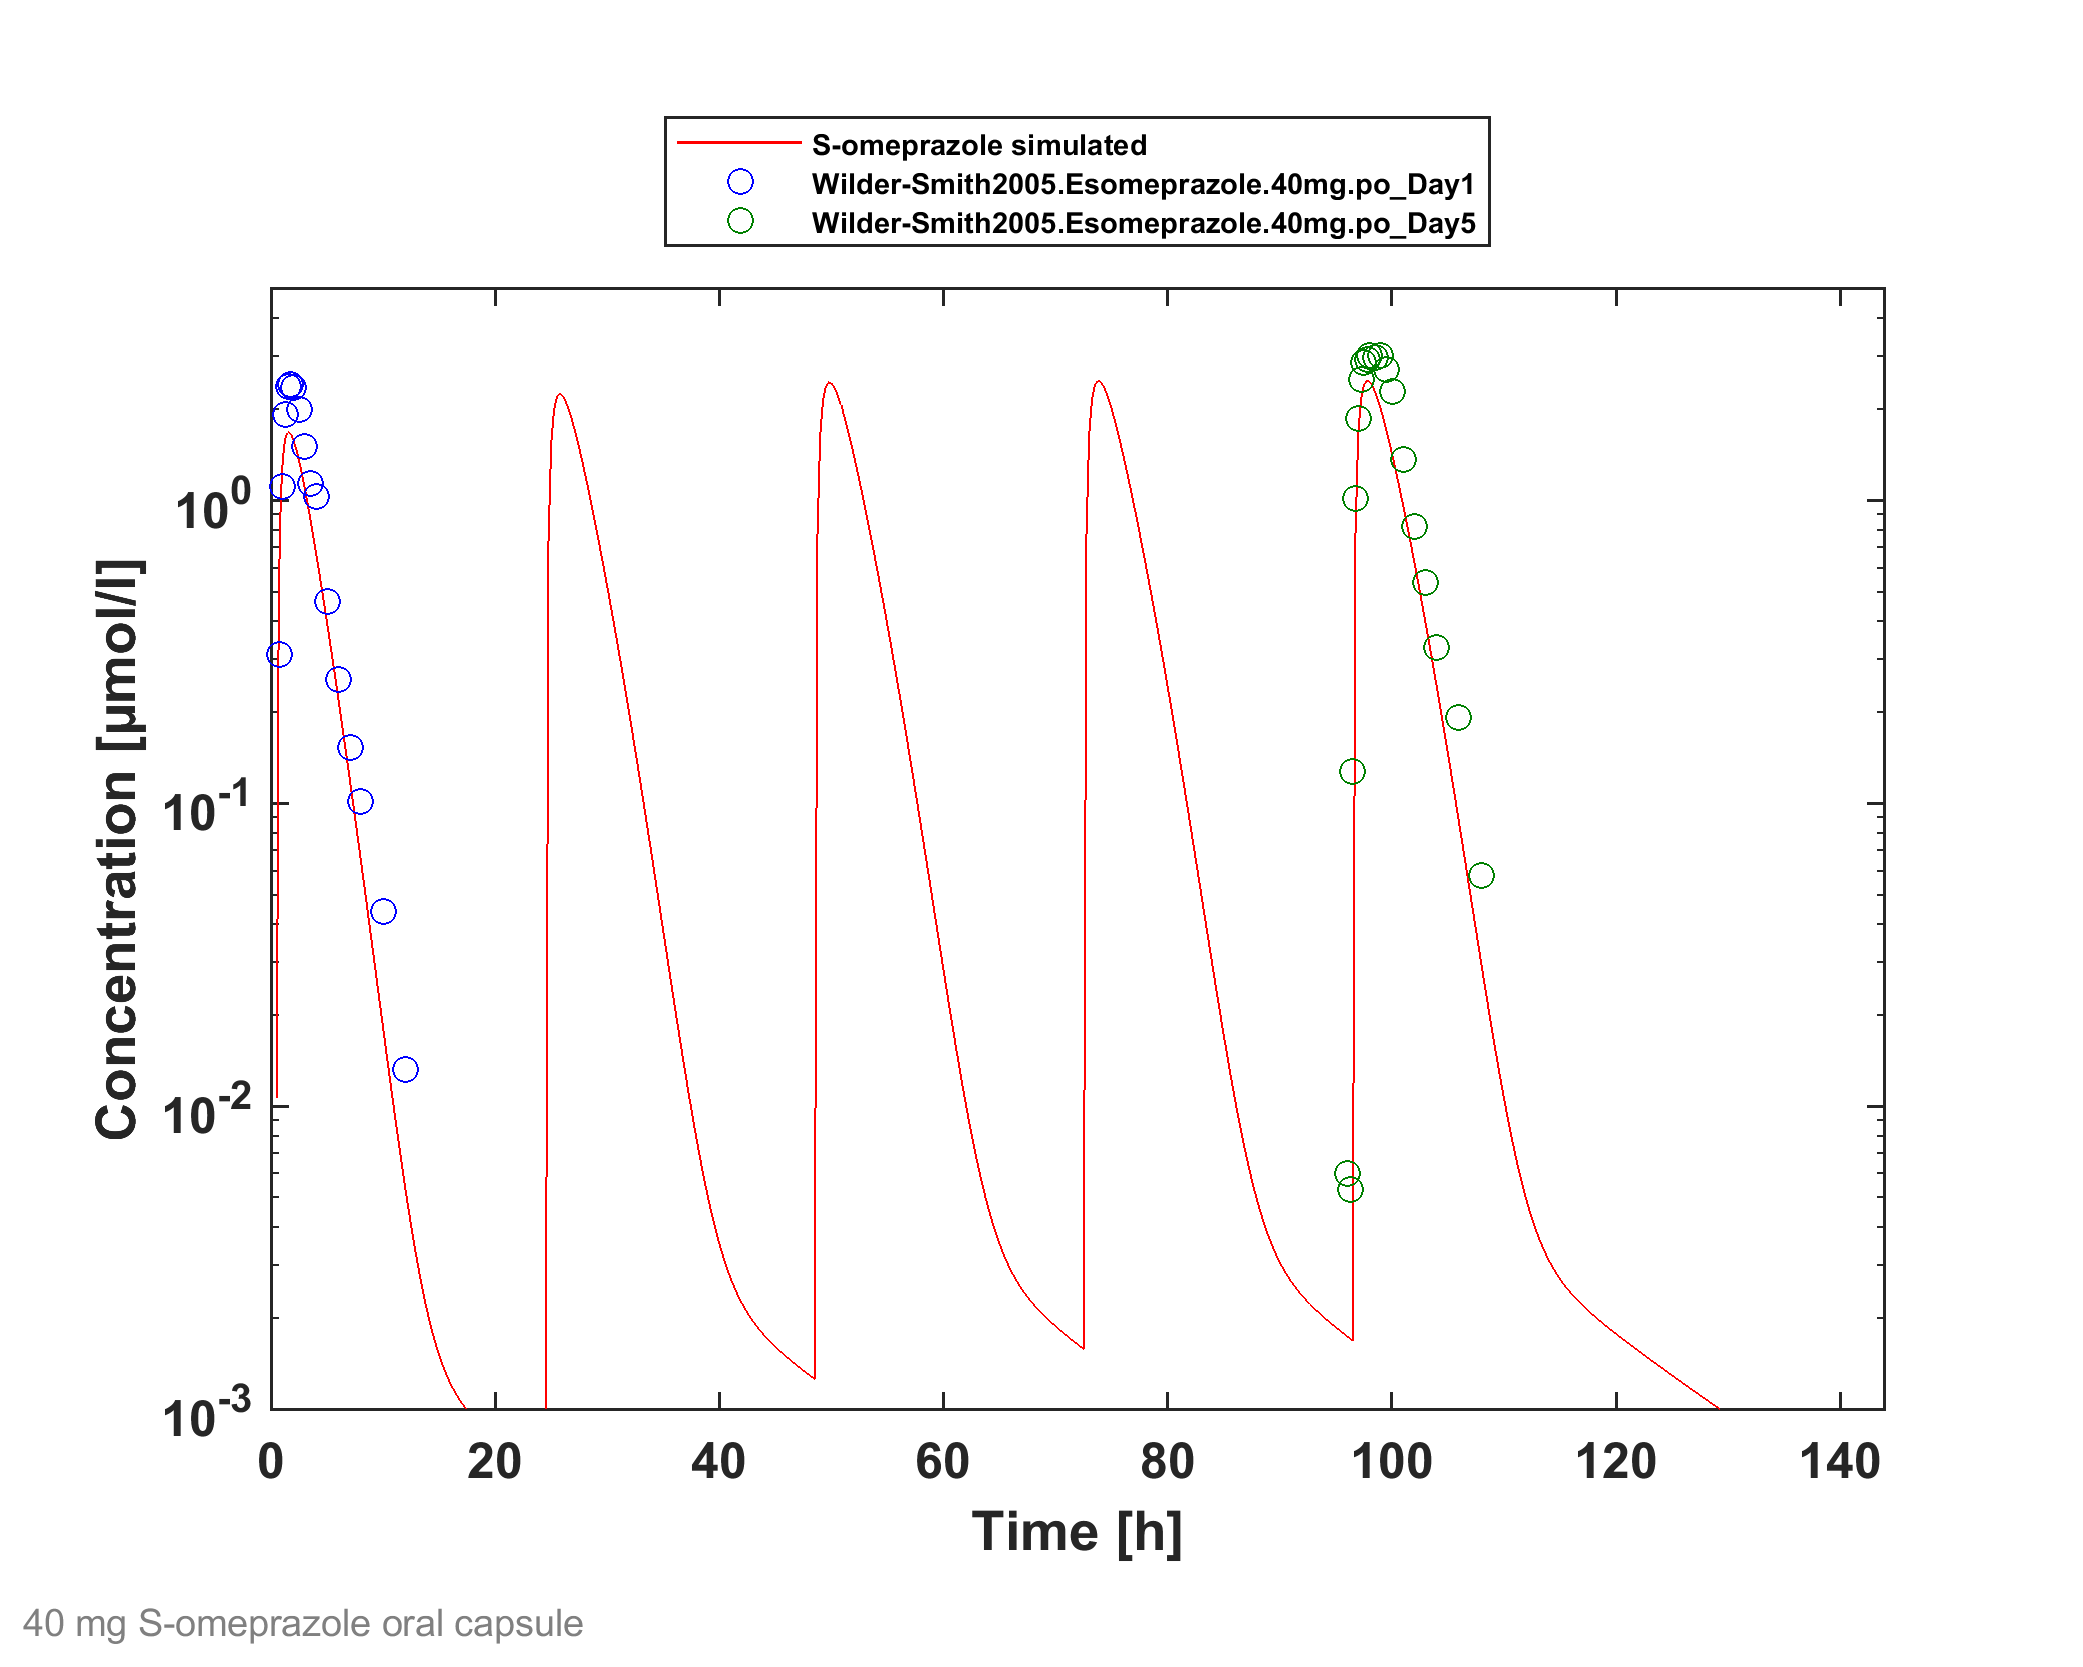 S-omeprazole simulated
Wilder-Smith2005.Esomeprazole.40mg.po_Day1
Wilder-Smith2005.Esomeprazole.40mg.po_Day5
Concentration [µmol/l]
10^0
10^-1
10^-2
10^-3
0 20 40 60 80 100 120 140
Time [h]
40 mg S-omeprazole oral capsule